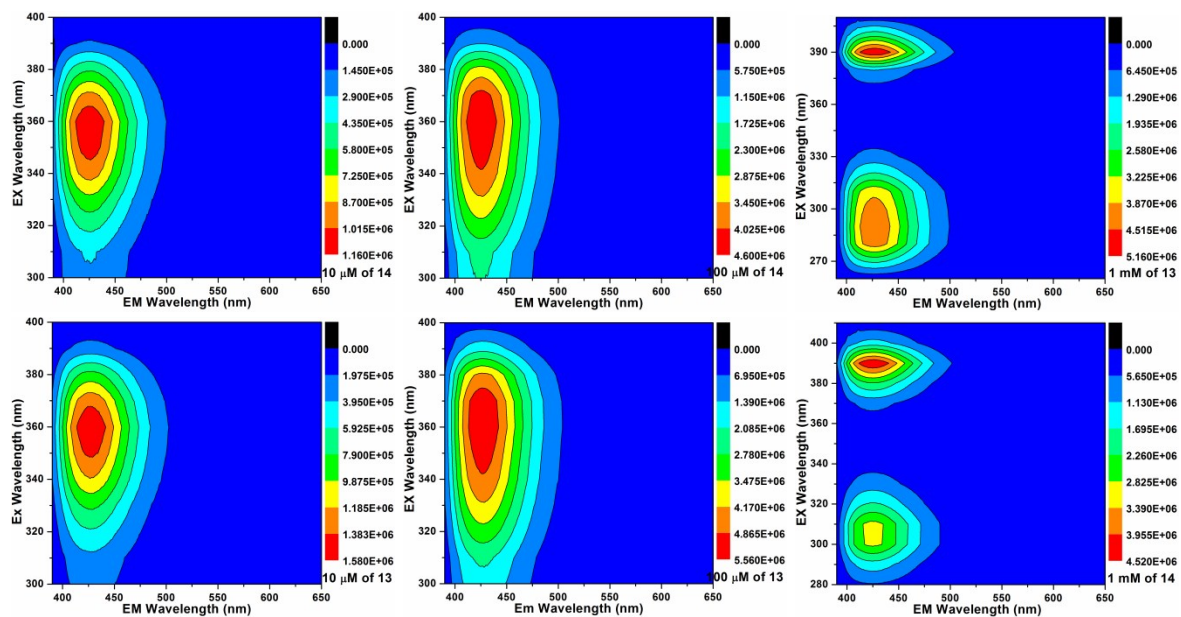 EX Wavelength (nm)
400
380
360
340
320
300
400 450 500 550 600 650
EM Wavelength (nm)
0.000
1.450E+05
2.900E+05
4.350E+05
5.800E+05
7.250E+05
8.700E+05
1.015E+06
1.160E+06
10 μM of 14
EX Wavelength (nm)
400
380
360
340
320
300
400 450 500 550 600 650
EM Wavelength (nm)
0.000
5.750E+05
1.150E+06
1.725E+06
2.300E+06
2.875E+06
3.450E+06
4.025E+06
4.600E+06
100 μM of 14
EX Wavelength (nm)
390
360
330
300
270
400 450 500 550 600 650
EM Wavelength (nm)
0.000
6.450E+05
1.290E+06
1.935E+06
2.580E+06
3.225E+06
3.870E+06
4.515E+06
5.160E+06
1 mM of 13
Ex Wavelength (nm)
400
380
360
340
320
300
400 450 500 550 600 650
EM Wavelength (nm)
0.000
1.975E+05
3.950E+05
5.925E+05
7.900E+05
9.875E+05
1.185E+06
1.383E+06
1.580E+06
10 μM of 13
Ex Wavelength (nm)
400
380
360
340
320
300
400 450 500 550 600 650
Em Wavelength (nm)
0.000
6.950E+05
1.390E+06
2.085E+06
2.780E+06
3.475E+06
4.170E+06
4.865E+06
5.560E+06
100 μM of 13
EX Wavelength (nm)
400
380
360
340
320
300
280
400 450 500 550 600 650
EM Wavelength (nm)
0.000
5.650E+05
1.130E+06
1.695E+06
2.260E+06
2.825E+06
3.390E+06
3.955E+06
4.520E+06
1 mM of 14